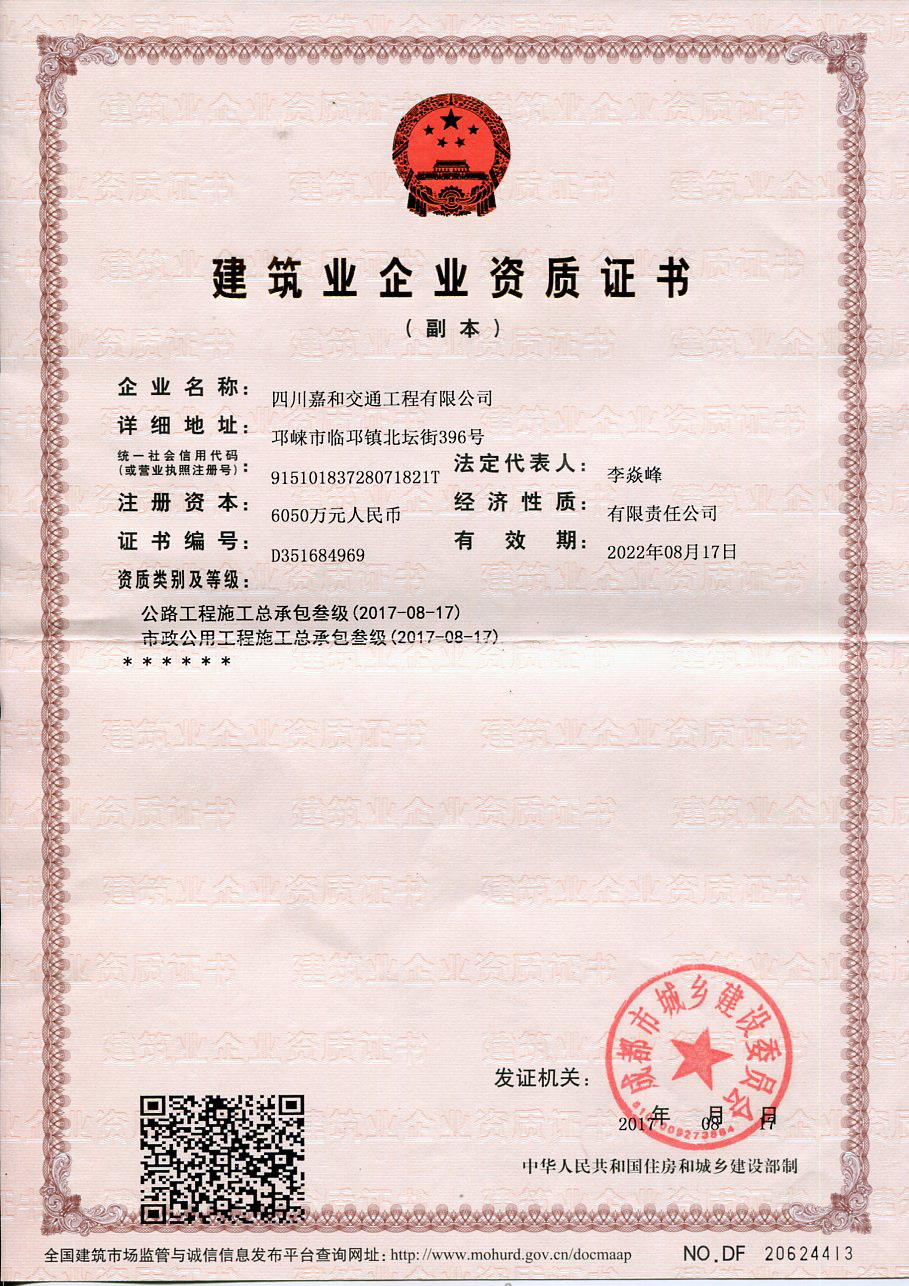 建筑业企业资质证书
（副本）
企业名称：四川嘉和交通工程有限公司
详细地址：邛崃市临邛镇北坛街396号
统一社会信用代码
（或营业执照注册号）：91510183728071821T 法定代表人：李焱峰
注册资本：6050万元人民币 经济性质：有限责任公司
证书编号：D351684969 有效期：2022年08月17日
资质类别及等级：
公路工程施工总承包叁级(2017-08-17)
市政公用工程施工总承包叁级(2017-08-17)
******
成都市城乡建设委员会
发证机关：
2017年08月17日
中华人民共和国住房和城乡建设部制
全国建筑市场监管与诚信信息发布平台查询网址：http://www.mohurd.gov.cn/docmaap NO.DF 20624413